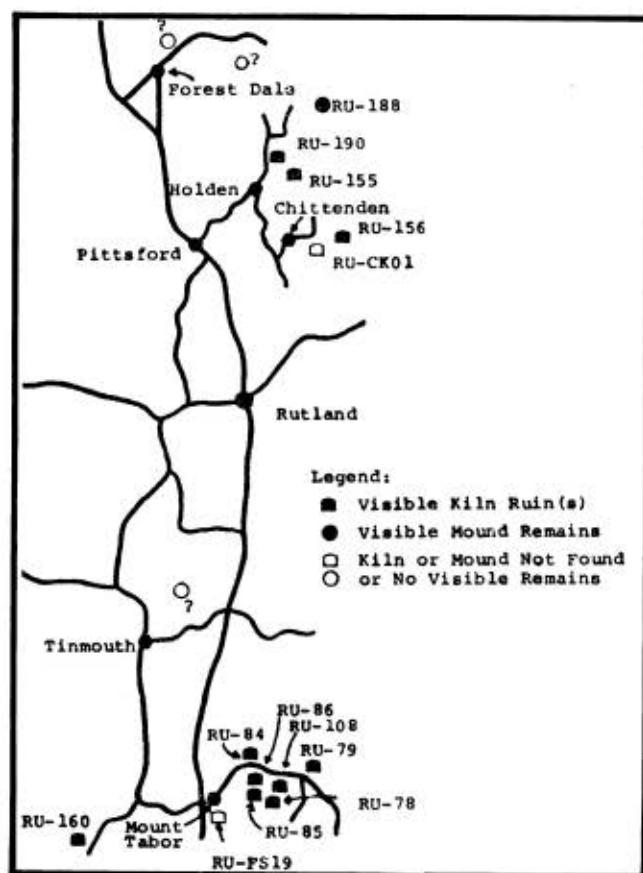 ?
?
Forest Dale
RU-188
RU-190
Holden
RU-155
Chittenden
RU-156
Pittsford
RU-CK01
Rutland
Legend:
Visible Kiln Ruin(s)
Visible Mound Remains
Kiln or Mound Not Found
or No Visible Remains
?
Tinmouth
RU-86
RU-84
RU-108
RU-79
RU-160
Mount
Tabor
RU-78
RU-85
RU-FS19